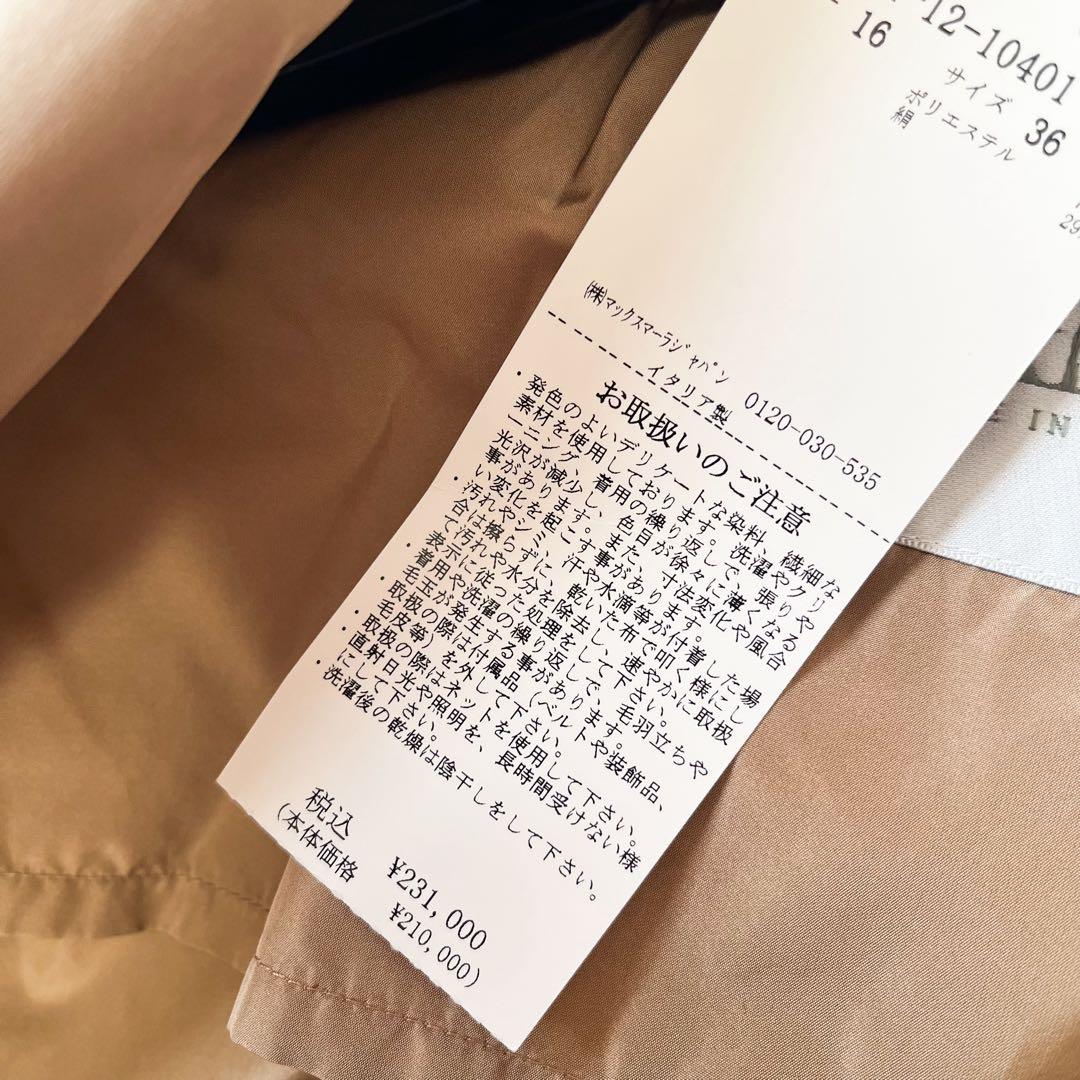 12-10401
16
サイズ 36
ポリエステル
絹
㈱マックスマーラジャパン 0120-030-535
イタリア製
お取扱いのご注意
・発色のよいデリケートな染料、繊細な
素材を使用しております。洗濯やクリ
ーニング、着用の繰り返しで、張りや
光沢が減少し、色目が徐々に薄くなる
事があります。また、寸法変化や風合
い変化を起こす事があります。
・汚れやシミ、汗や水滴等が付着した場
合は擦らずに、乾いた布で叩く様にし
て汚れや水分を除去し、速やかに取扱
表示に従った処理をして下さい。
・着用や洗濯の繰り返しで、毛羽立ちや
毛玉が発生する事があります。
・取扱の際は付属品（ベルトや装飾品、
毛皮等）を外して下さい。
・取扱の際はネットを使用して下さい。
・直射日光や照明を、長時間受けない様
にして下さい。
・洗濯後の乾燥は陰干しをして下さい。
税込 ¥231,000
(本体価格 ¥210,000)
IN